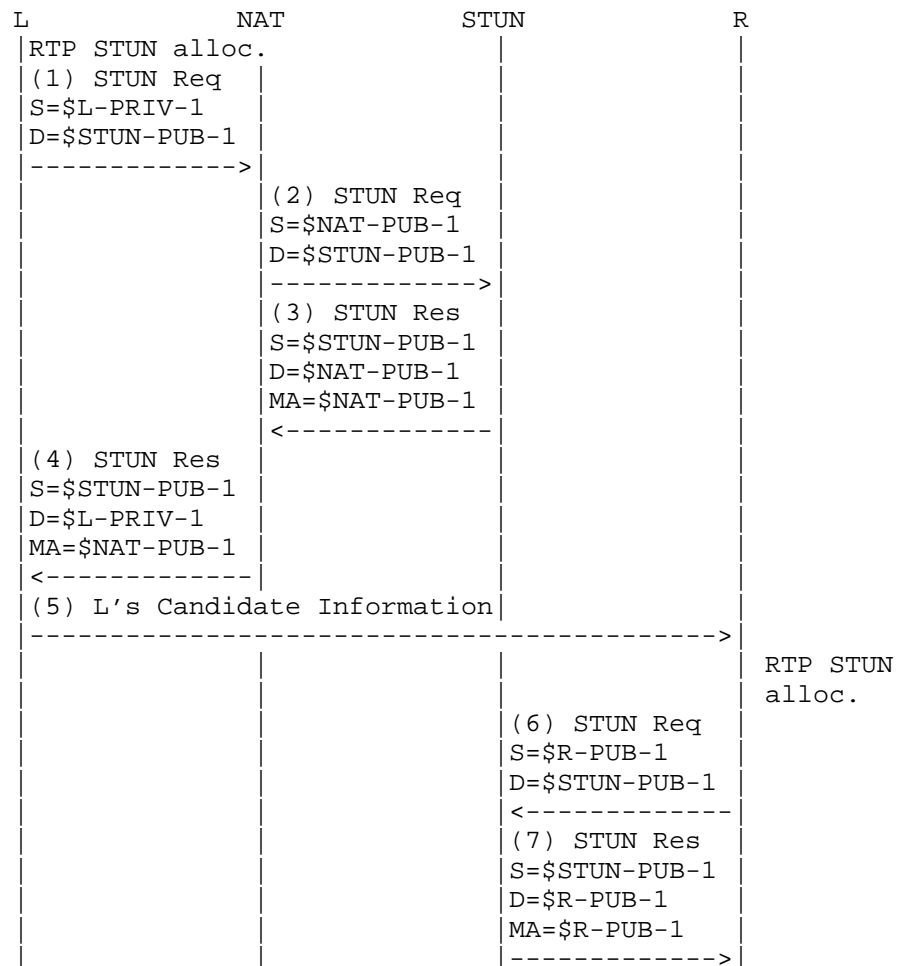 L NAT STUN R
RTP STUN alloc.
(1) STUN Req
S=$L-PRIV-1
D=$STUN-PUB-1
------------->
(2) STUN Req
S=$NAT-PUB-1
D=$STUN-PUB-1
------------->
(3) STUN Res
S=$STUN-PUB-1
D=$NAT-PUB-1
MA=$NAT-PUB-1
<-------------
(4) STUN Res
S=$STUN-PUB-1
D=$L-PRIV-1
MA=$NAT-PUB-1
<-------------
(5) L's Candidate Information
------------------------------------------->
RTP STUN
alloc.
(6) STUN Req
S=$R-PUB-1
D=$STUN-PUB-1
<-------------
(7) STUN Res
S=$STUN-PUB-1
D=$R-PUB-1
MA=$R-PUB-1
------------->